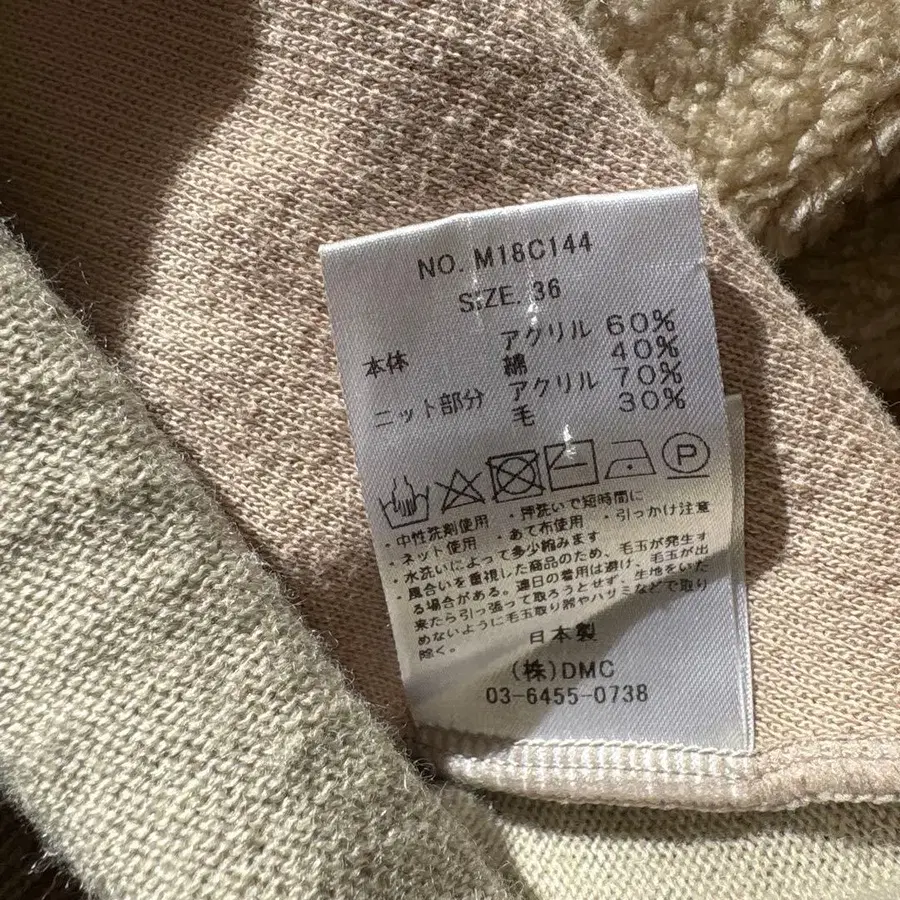 NO. M18C144
SIZE. 36
本体 アクリル 60%
綿 40%
ニット部分 アクリル 70%
毛 30%
P
・中性洗剤使用 ・押洗いで短時間に
・ネット使用 ・あて布使用 ・引っかけ注意
・水洗いによって多少縮みます
・風合いを重視した商品のため、毛玉が発生す
る場合がある。連日の着用は避け、毛玉が出
来たら引っ張って取ろうとせず、生地をいた
めないように毛玉取り器やハサミなどで取り
除く。
日本製
(株)DMC
03-6455-0738